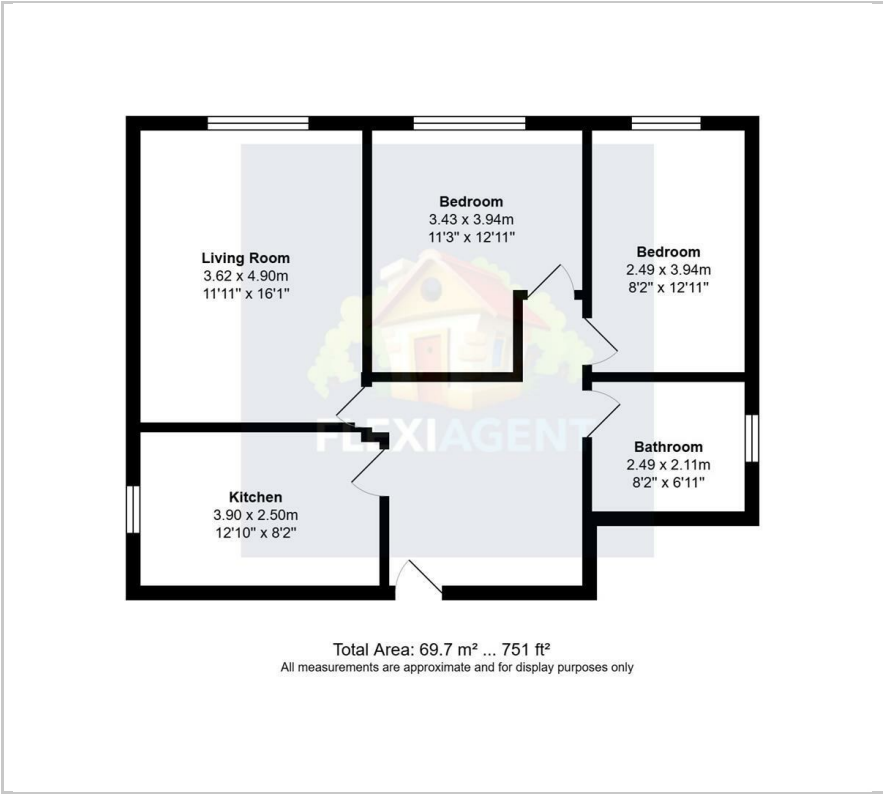 Bedroom
3.43 x 3.94m
11'3" x 12'11"
Living Room
3.62 x 4.90m
11'11" x 16'1"
Bedroom
2.49 x 3.94m
8'2" x 12'11"
FLEXIAGENT
Bathroom
2.49 x 2.11m
8'2" x 6'11"
Kitchen
3.90 x 2.50m
12'10" x 8'2"
Total Area: 69.7 m² ... 751 ft²
All measurements are approximate and for display purposes only